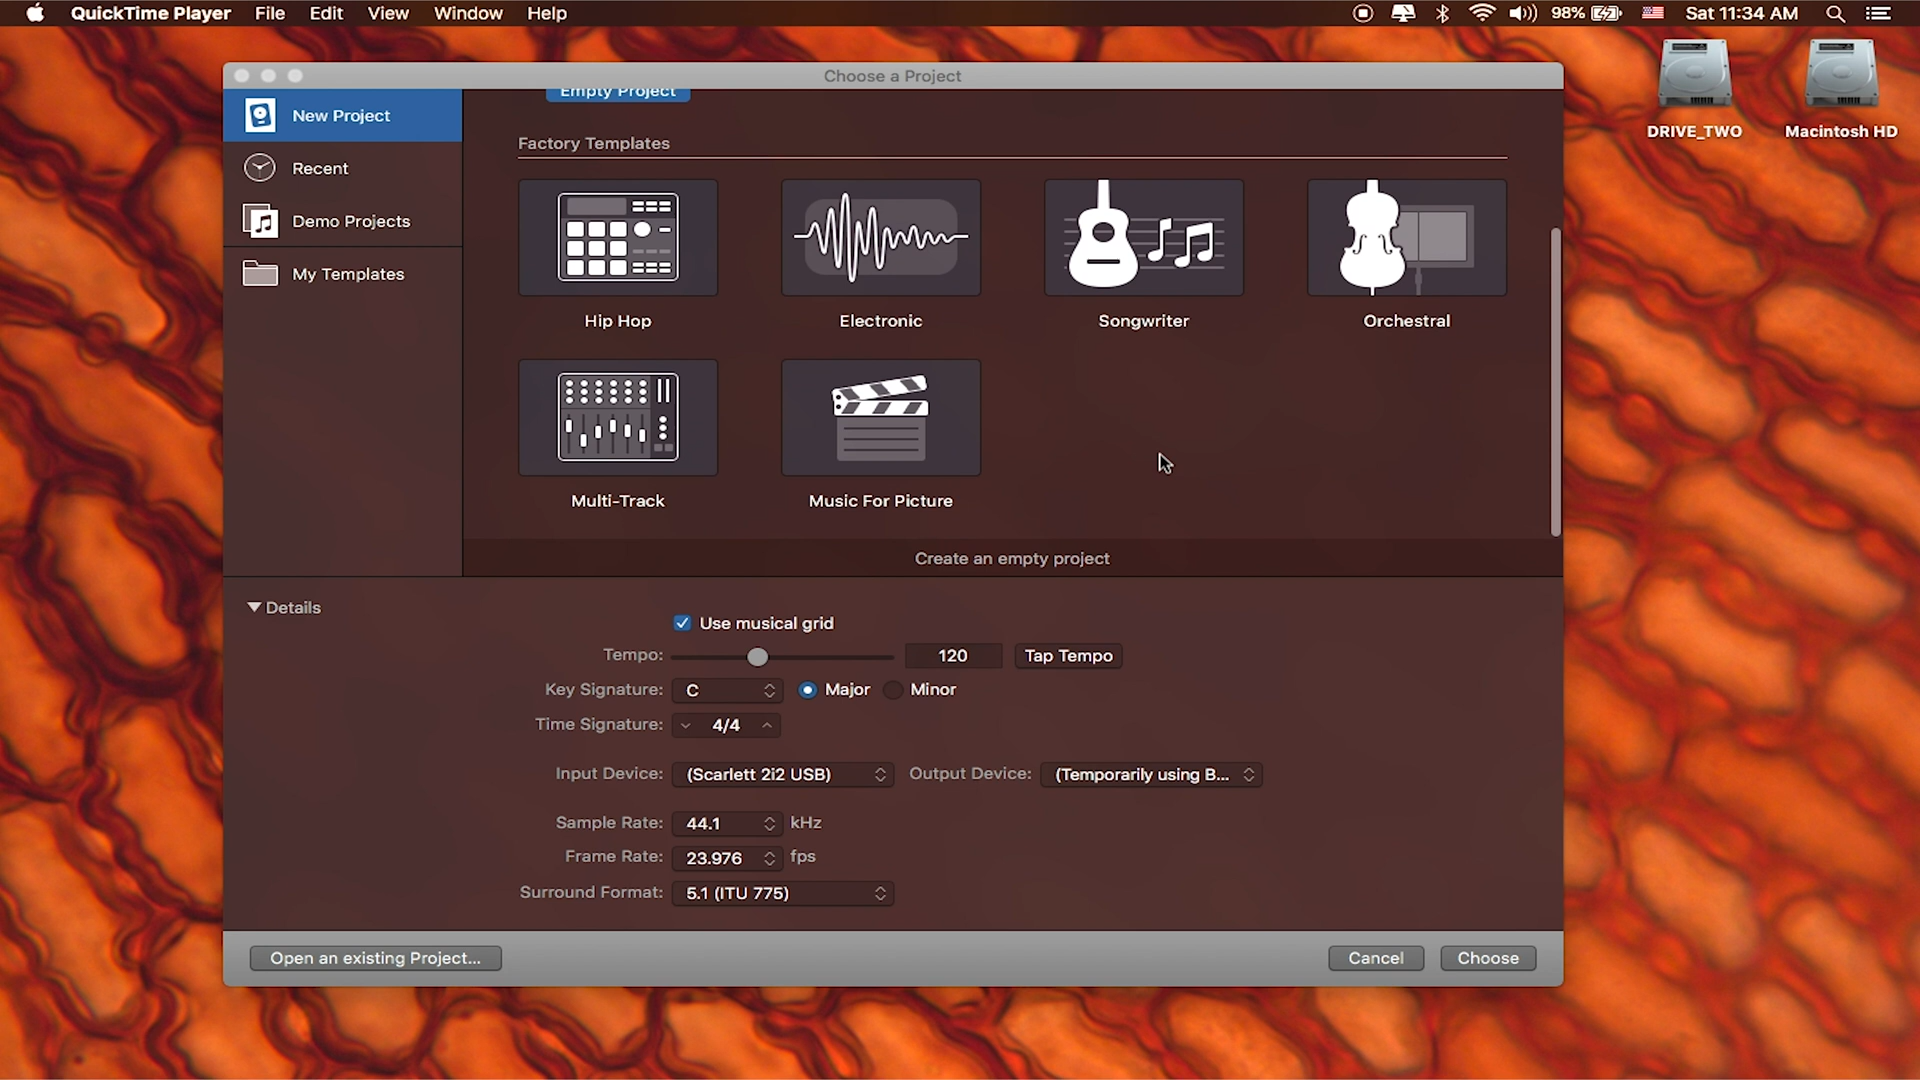 QuickTime Player File Edit View Window Help 98% Sat 11:34 AM
DRIVE_TWO Macintosh HD
Choose a Project
New Project
Recent
Demo Projects
My Templates
Empty Project
Factory Templates
Hip Hop Electronic Songwriter Orchestral
Multi-Track Music For Picture
Create an empty project
Details
Use musical grid
Tempo: 120 Tap Tempo
Key Signature: C Major Minor
Time Signature: 4/4
Input Device: (Scarlett 2i2 USB) Output Device: (Temporarily using B...
Sample Rate: 44.1 kHz
Frame Rate: 23.976 fps
Surround Format: 5.1 (ITU 775)
Open an existing Project... Cancel Choose